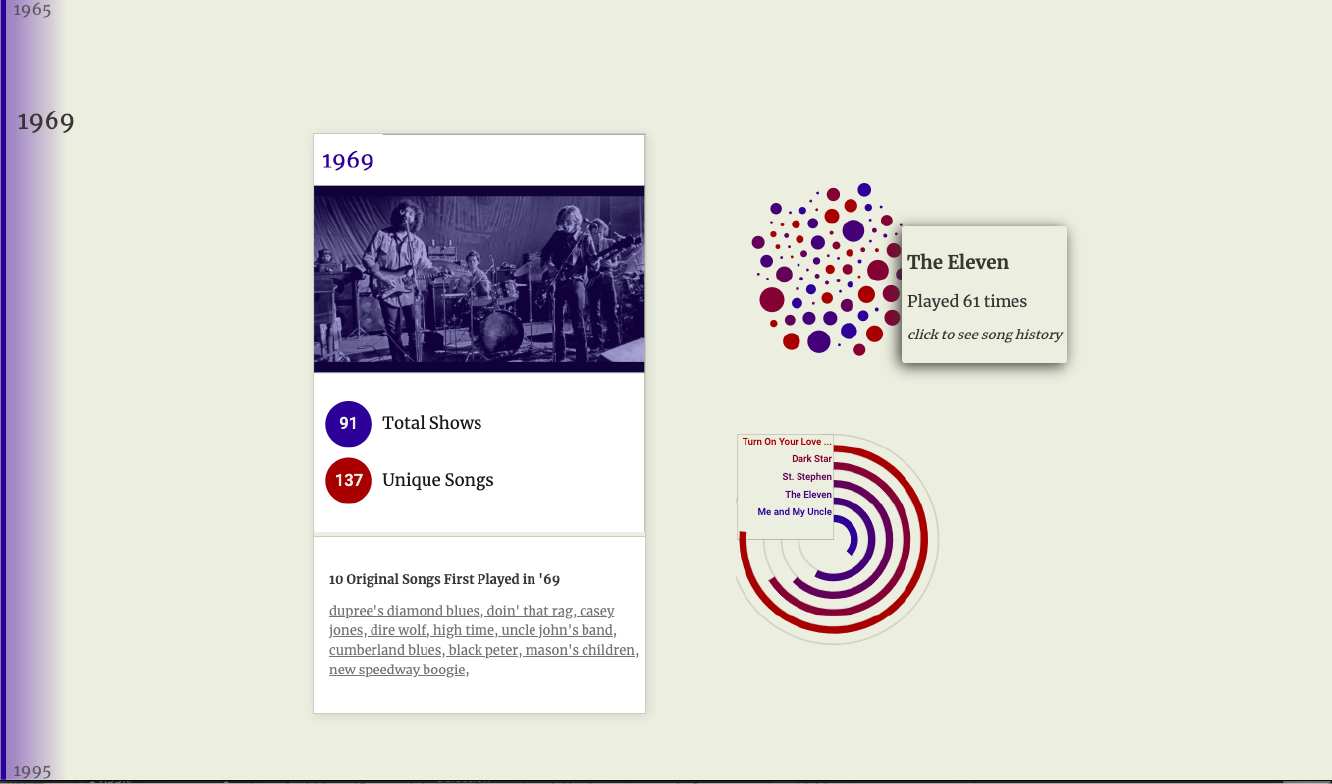 1965
1969
1969
91 Total Shows
137 Unique Songs
10 Original Songs First Played in '69
dupree's diamond blues, doin' that rag, casey
jones, dire wolf, high time, uncle john's band,
cumberland blues, black peter, mason's children,
new speedway boogie,
The Eleven
Played 61 times
click to see song history
Turn On Your Love ...
Dark Star
St. Stephen
The Eleven
Me and My Uncle
1995